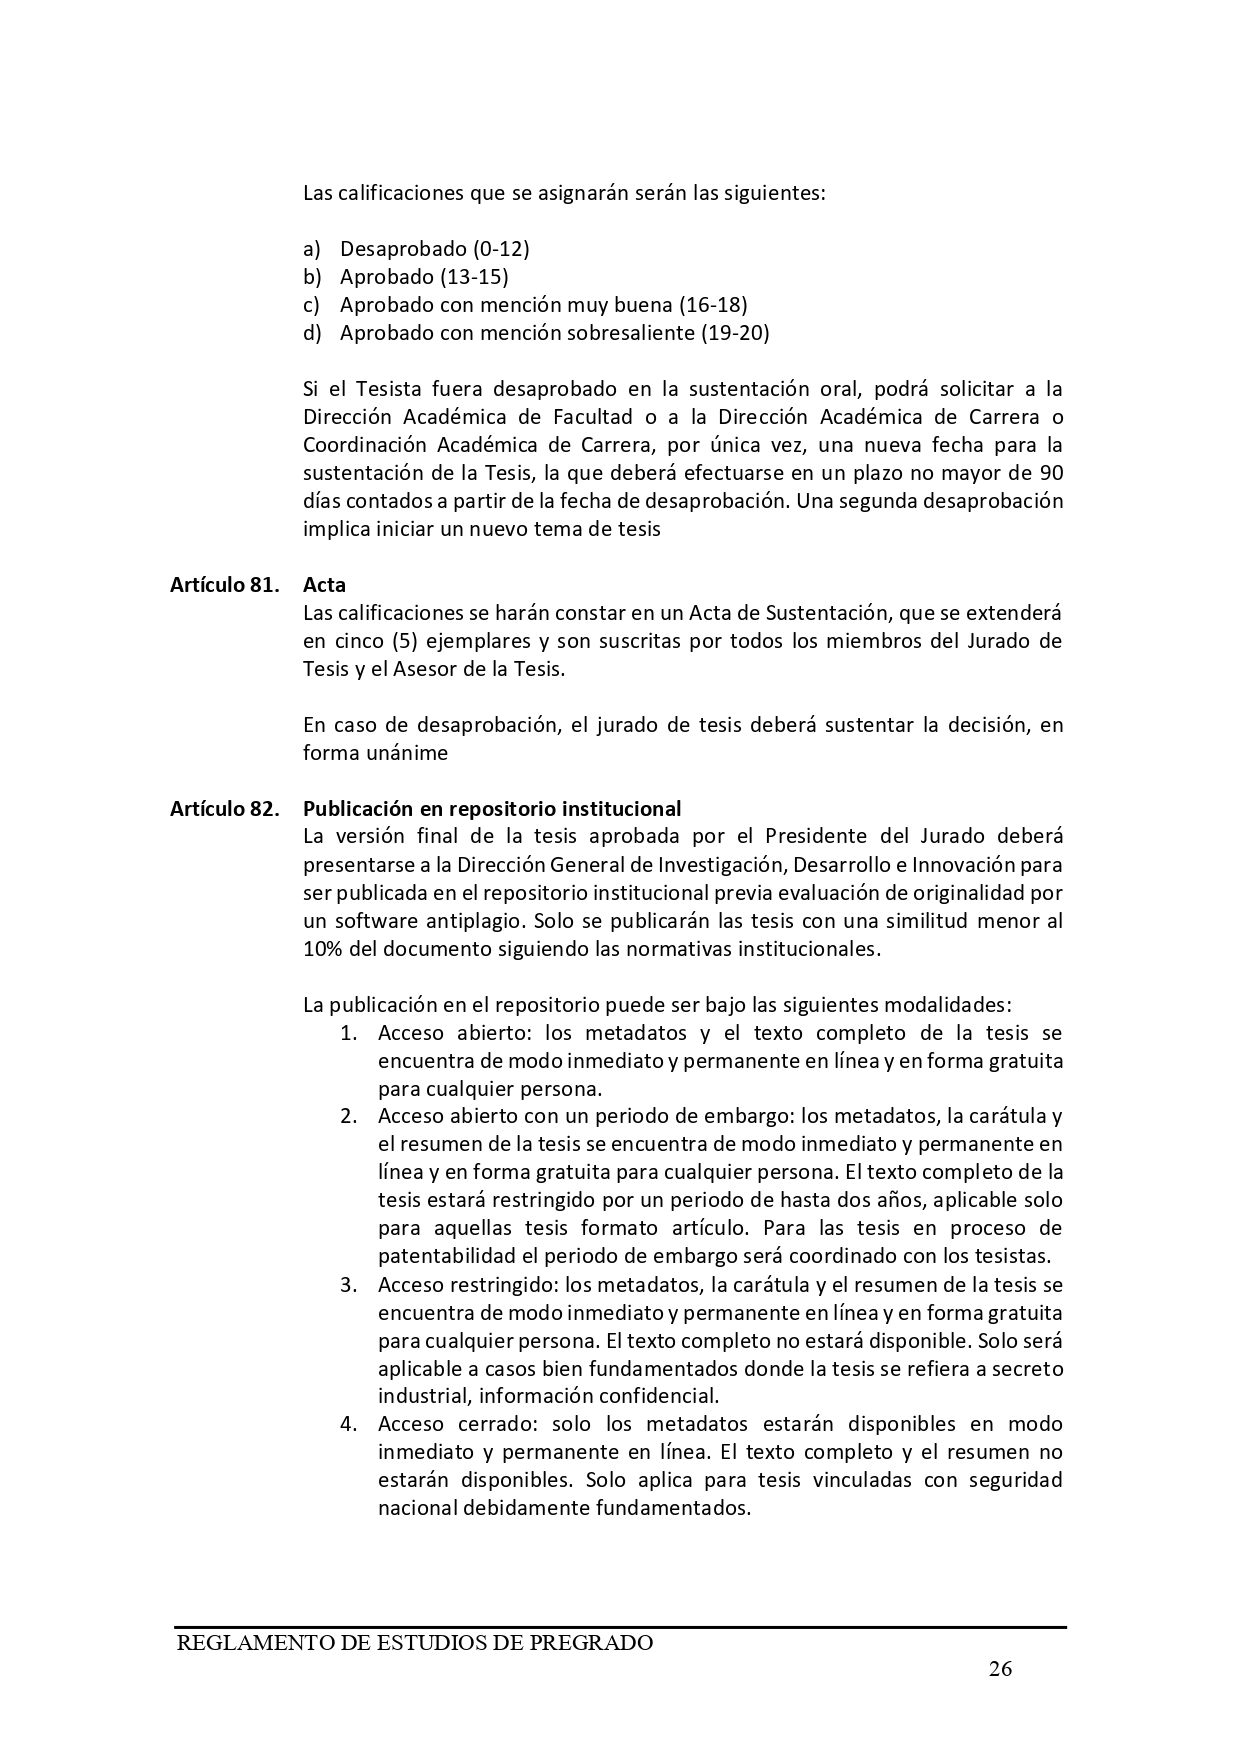 Las calificaciones que se asignarán serán las siguientes:
a) Desaprobado (0-12)
b) Aprobado (13-15)
c) Aprobado con mención muy buena (16-18)
d) Aprobado con mención sobresaliente (19-20)
Si el Tesista fuera desaprobado en la sustentación oral, podrá solicitar a la
Dirección Académica de Facultad o a la Dirección Académica de Carrera o
Coordinación Académica de Carrera, por única vez, una nueva fecha para la
sustentación de la Tesis, la que deberá efectuarse en un plazo no mayor de 90
días contados a partir de la fecha de desaprobación. Una segunda desaprobación
implica iniciar un nuevo tema de tesis
Artículo 81. Acta
Las calificaciones se harán constar en un Acta de Sustentación, que se extenderá
en cinco (5) ejemplares y son suscritas por todos los miembros del Jurado de
Tesis y el Asesor de la Tesis.
En caso de desaprobación, el jurado de tesis deberá sustentar la decisión, en
forma unánime
Artículo 82. Publicación en repositorio institucional
La versión final de la tesis aprobada por el Presidente del Jurado deberá
presentarse a la Dirección General de Investigación, Desarrollo e Innovación para
ser publicada en el repositorio institucional previa evaluación de originalidad por
un software antiplagio. Solo se publicarán las tesis con una similitud menor al
10% del documento siguiendo las normativas institucionales.
La publicación en el repositorio puede ser bajo las siguientes modalidades:
1. Acceso abierto: los metadatos y el texto completo de la tesis se
encuentra de modo inmediato y permanente en línea y en forma gratuita
para cualquier persona.
2. Acceso abierto con un periodo de embargo: los metadatos, la carátula y
el resumen de la tesis se encuentra de modo inmediato y permanente en
línea y en forma gratuita para cualquier persona. El texto completo de la
tesis estará restringido por un periodo de hasta dos años, aplicable solo
para aquellas tesis formato artículo. Para las tesis en proceso de
patentabilidad el periodo de embargo será coordinado con los tesistas.
3. Acceso restringido: los metadatos, la carátula y el resumen de la tesis se
encuentra de modo inmediato y permanente en línea y en forma gratuita
para cualquier persona. El texto completo no estará disponible. Solo será
aplicable a casos bien fundamentados donde la tesis se refiera a secreto
industrial, información confidencial.
4. Acceso cerrado: solo los metadatos estarán disponibles en modo
inmediato y permanente en línea. El texto completo y el resumen no
estarán disponibles. Solo aplica para tesis vinculadas con seguridad
nacional debidamente fundamentados.
REGLAMENTO DE ESTUDIOS DE PREGRADO
26